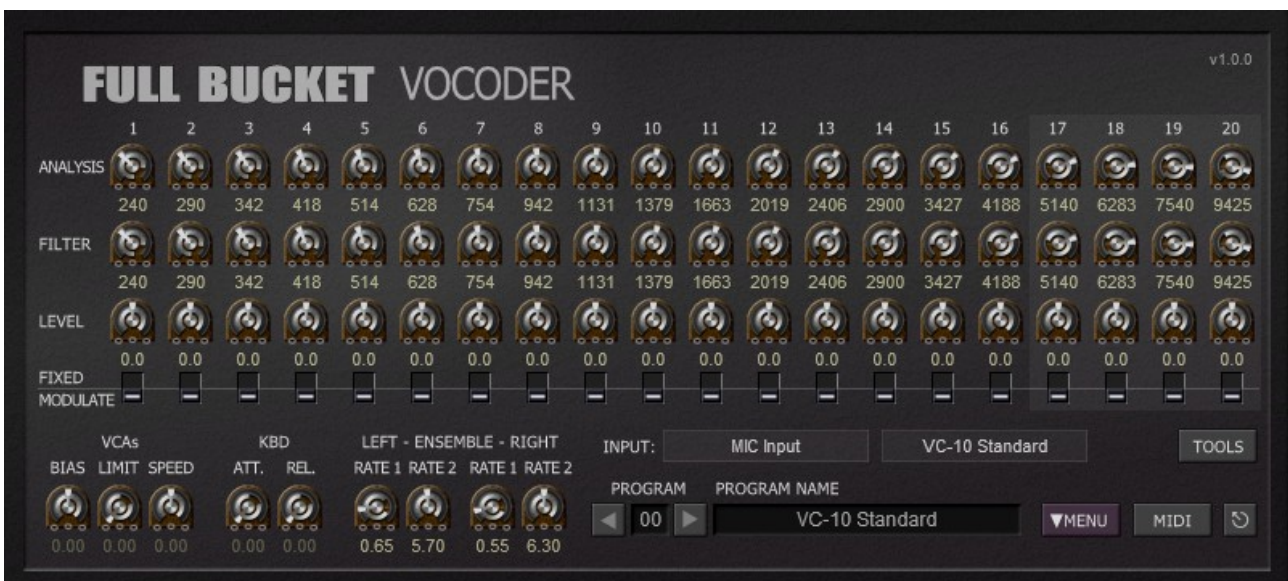 v1.0.0
FULL BUCKET VOCODER
1 2 3 4 5 6 7 8 9 10 11 12 13 14 15 16 17 18 19 20
ANALYSIS
240 290 342 418 514 628 754 942 1131 1379 1663 2019 2406 2900 3427 4188 5140 6283 7540 9425
FILTER
240 290 342 418 514 628 754 942 1131 1379 1663 2019 2406 2900 3427 4188 5140 6283 7540 9425
LEVEL
0.0 0.0 0.0 0.0 0.0 0.0 0.0 0.0 0.0 0.0 0.0 0.0 0.0 0.0 0.0 0.0 0.0 0.0 0.0 0.0
FIXED
MODULATE
VCAs KBD LEFT - ENSEMBLE - RIGHT INPUT: MIC Input VC-10 Standard TOOLS
BIAS LIMIT SPEED ATT. REL. RATE 1 RATE 2 RATE 1 RATE 2
PROGRAM PROGRAM NAME
00 VC-10 Standard ▼MENU MIDI
0.00 0.00 0.00 0.00 0.00 0.65 5.70 0.55 6.30